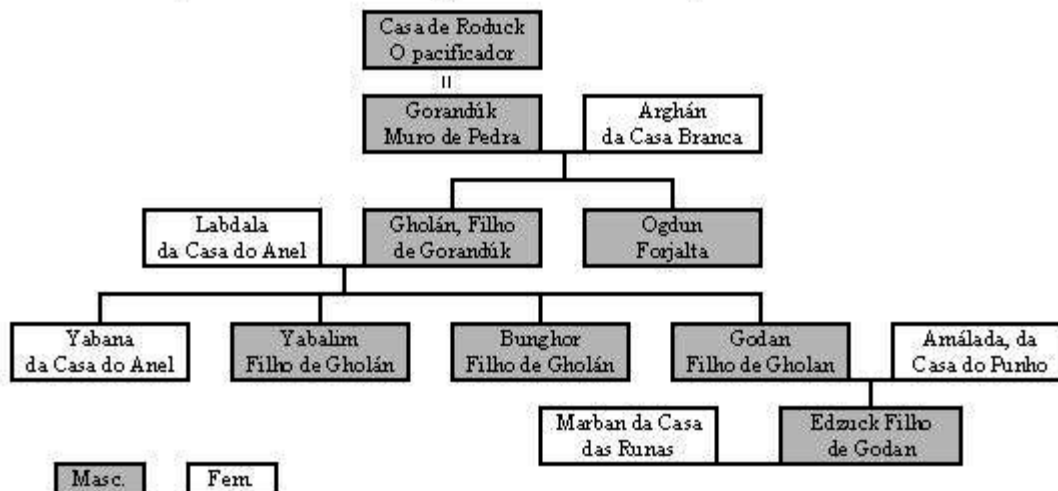 Casa de Roduck
O pacificador
=
Gorandúk
Muro de Pedra
Arghán
da Casa Branca
Labdala
da Casa do Anel
Gholán, Filho
de Gorandúk
Ogdun
Forjalta
Yabana
da Casa do Anel
Yabalim
Filho de Gholán
Bunghor
Filho de Gholán
Godan
Filho de Gholan
Amálada, da
Casa do Punho
Marban da Casa
das Runas
Edzuck Filho
de Godan
Masc.
Fem.